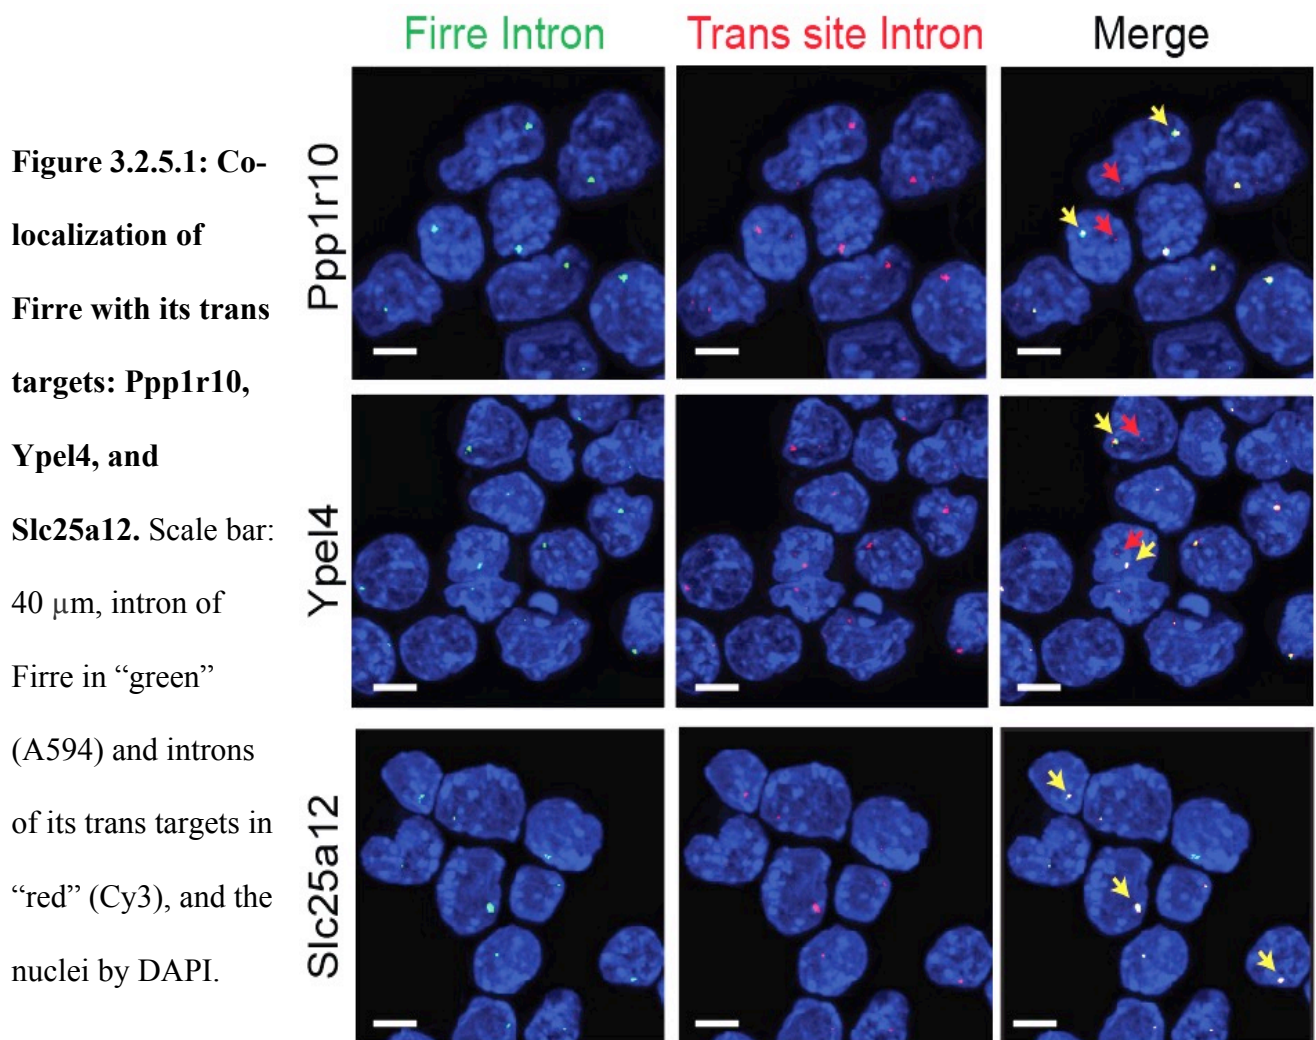 Firre Intron
Trans site Intron
Merge
Figure 3.2.5.1: Co-
localization of
Firre with its trans
targets: Ppp1r10,
Ypel4, and
Slc25a12. Scale bar:
40 µm, intron of
Firre in “green”
(A594) and introns
of its trans targets in
“red” (Cy3), and the
nuclei by DAPI.
Ppp1r10
Ypel4
Slc25a12